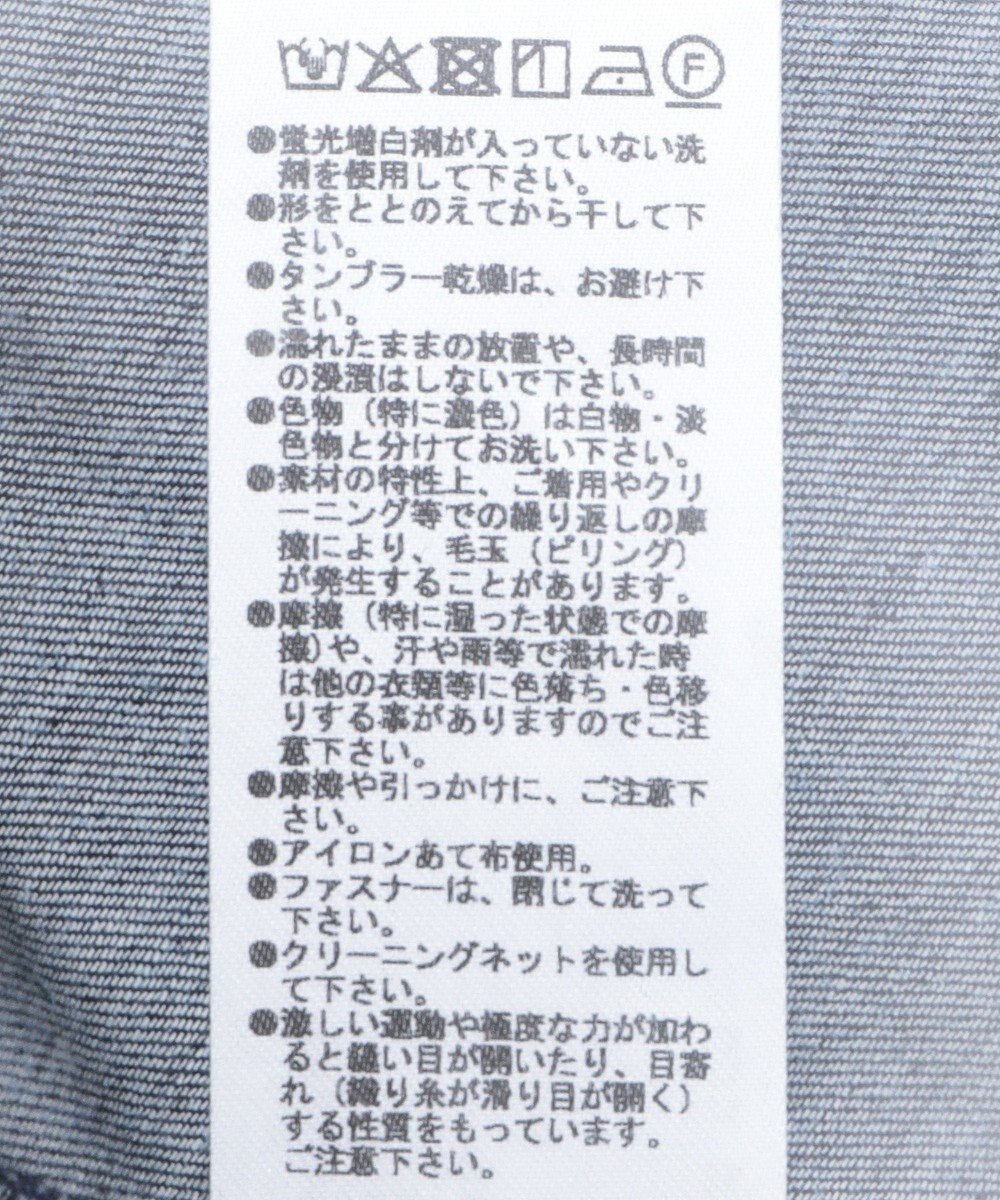 F
●蛍光増白剤が入っていない洗
剤を使用して下さい。
●形をととのえてから干して下
さい。
●タンブラー乾燥は、お避け下
さい。
●濡れたままの放置や、長時間
の浸漬はしないで下さい。
●色物（特に濃色）は白物・淡
色物と分けてお洗い下さい。
●素材の特性上、ご着用やクリ
ーニング等での繰り返しの摩
擦により、毛玉（ピリング）
が発生することがあります。
●摩擦（特に湿った状態での摩
擦）や、汗や雨等で濡れた時
は他の衣類等に色落ち・色移
りする事がありますのでご注
意下さい。
●摩擦や引っかけに、ご注意下
さい。
●アイロンあて布使用。
●ファスナーは、閉じて洗って
下さい。
●クリーニングネットを使用し
て下さい。
●激しい運動や極度な力が加わ
ると縫い目が開いたり、目寄
れ（織り糸が滑り目が開く）
する性質をもっています。
ご注意下さい。